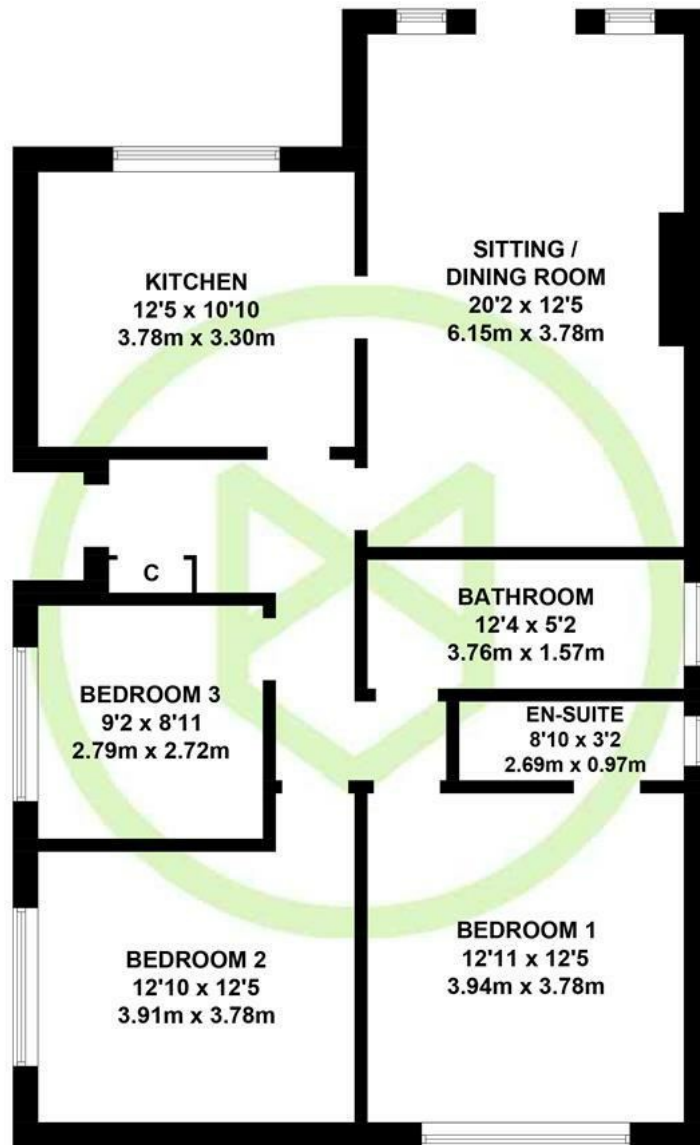 KITCHEN
12'5 x 10'10
3.78m x 3.30m
SITTING /
DINING ROOM
20'2 x 12'5
6.15m x 3.78m
C
BATHROOM
12'4 x 5'2
3.76m x 1.57m
BEDROOM 3
9'2 x 8'11
2.79m x 2.72m
EN-SUITE
8'10 x 3'2
2.69m x 0.97m
BEDROOM 2
12'10 x 12'5
3.91m x 3.78m
BEDROOM 1
12'11 x 12'5
3.94m x 3.78m